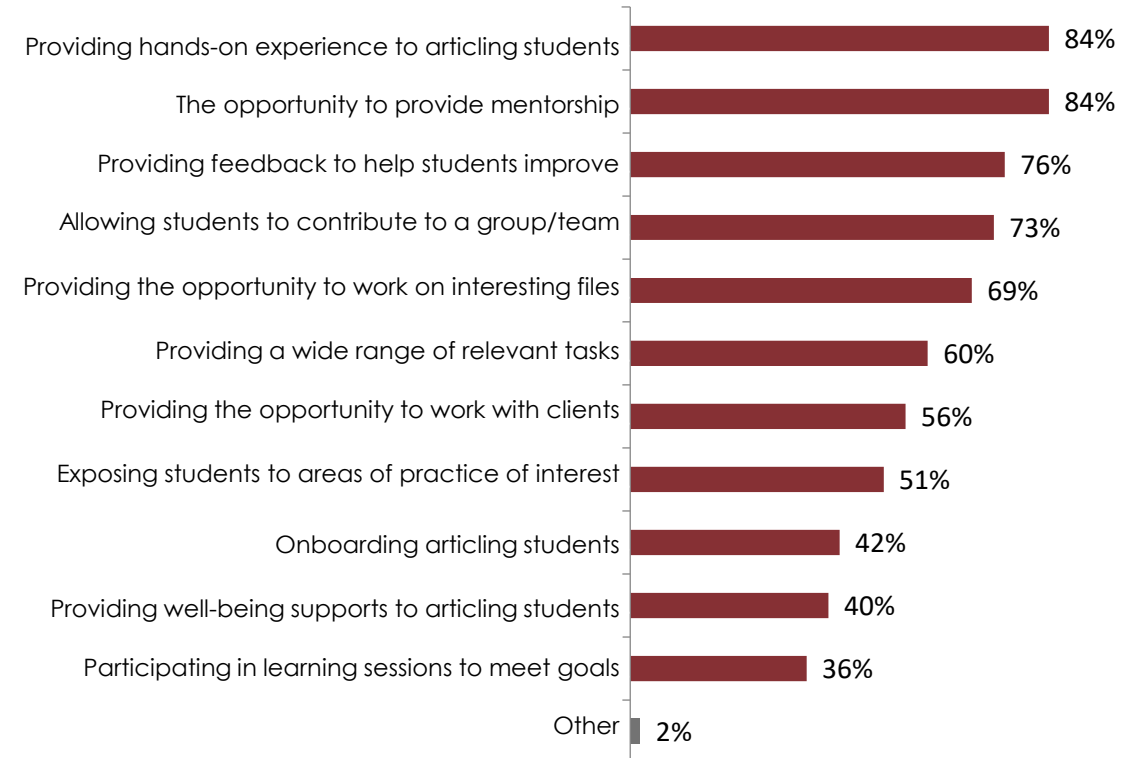 Providing hands-on experience to articling students 84%
The opportunity to provide mentorship 84%
Providing feedback to help students improve 76%
Allowing students to contribute to a group/team 73%
Providing the opportunity to work on interesting files 69%
Providing a wide range of relevant tasks 60%
Providing the opportunity to work with clients 56%
Exposing students to areas of practice of interest 51%
Onboarding articling students 42%
Providing well-being supports to articling students 40%
Participating in learning sessions to meet goals 36%
Other 2%